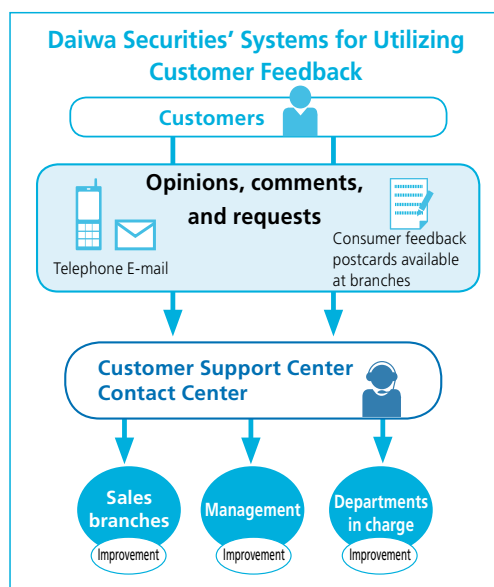 Daiwa Securities’ Systems for Utilizing
Customer Feedback
Customers
Opinions, comments,
and requests
Telephone E-mail
Consumer feedback
postcards available
at branches
Customer Support Center
Contact Center
Sales
branches
Improvement
Management
Improvement
Departments
in charge
Improvement